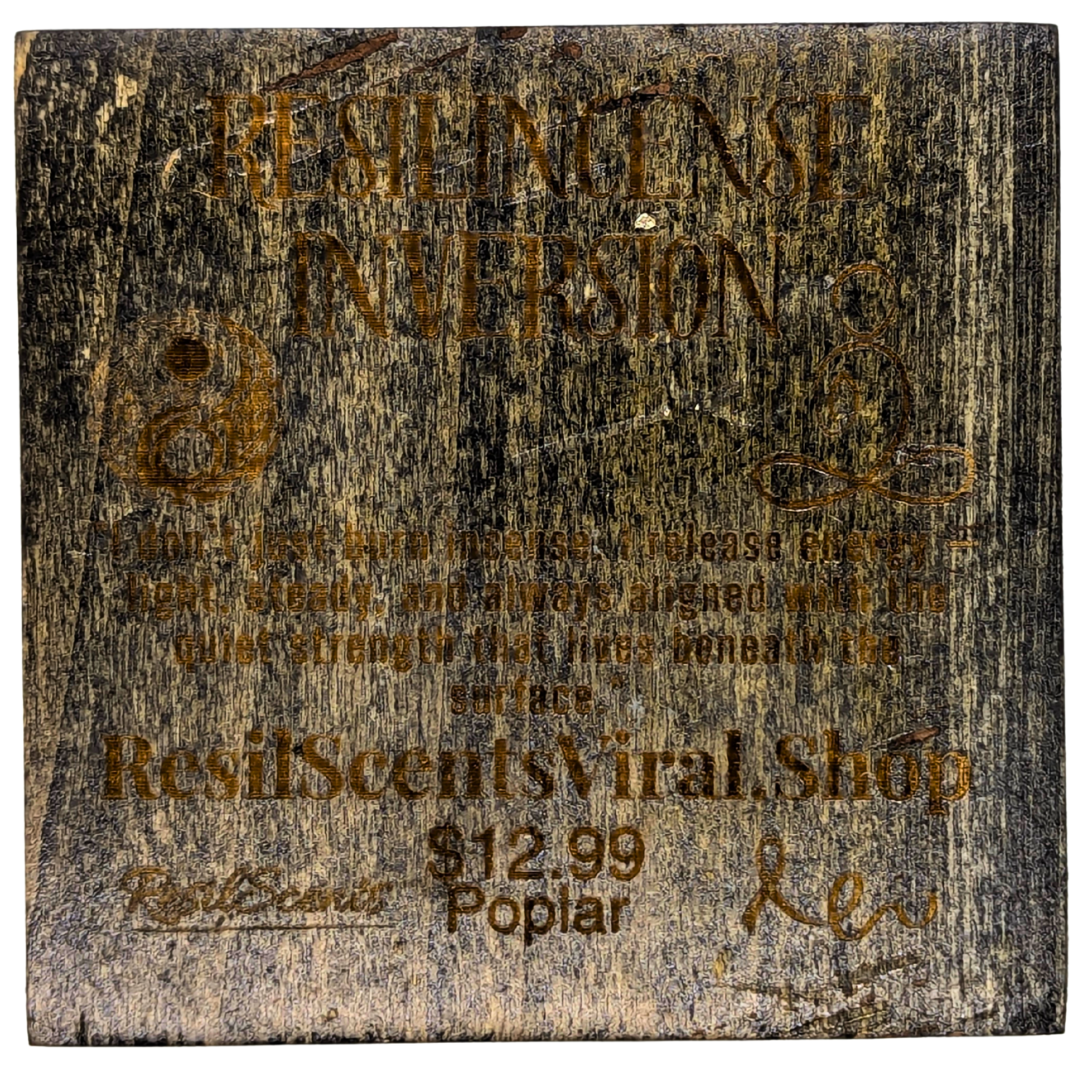 RESILINCENSE
INVERSION
"I don't just burn incense, I release energy
light, steady, and always aligned with the
quiet strength that lives beneath the
surface."
ResilScentsViral.Shop
$12.99
Poplar
ResilScents